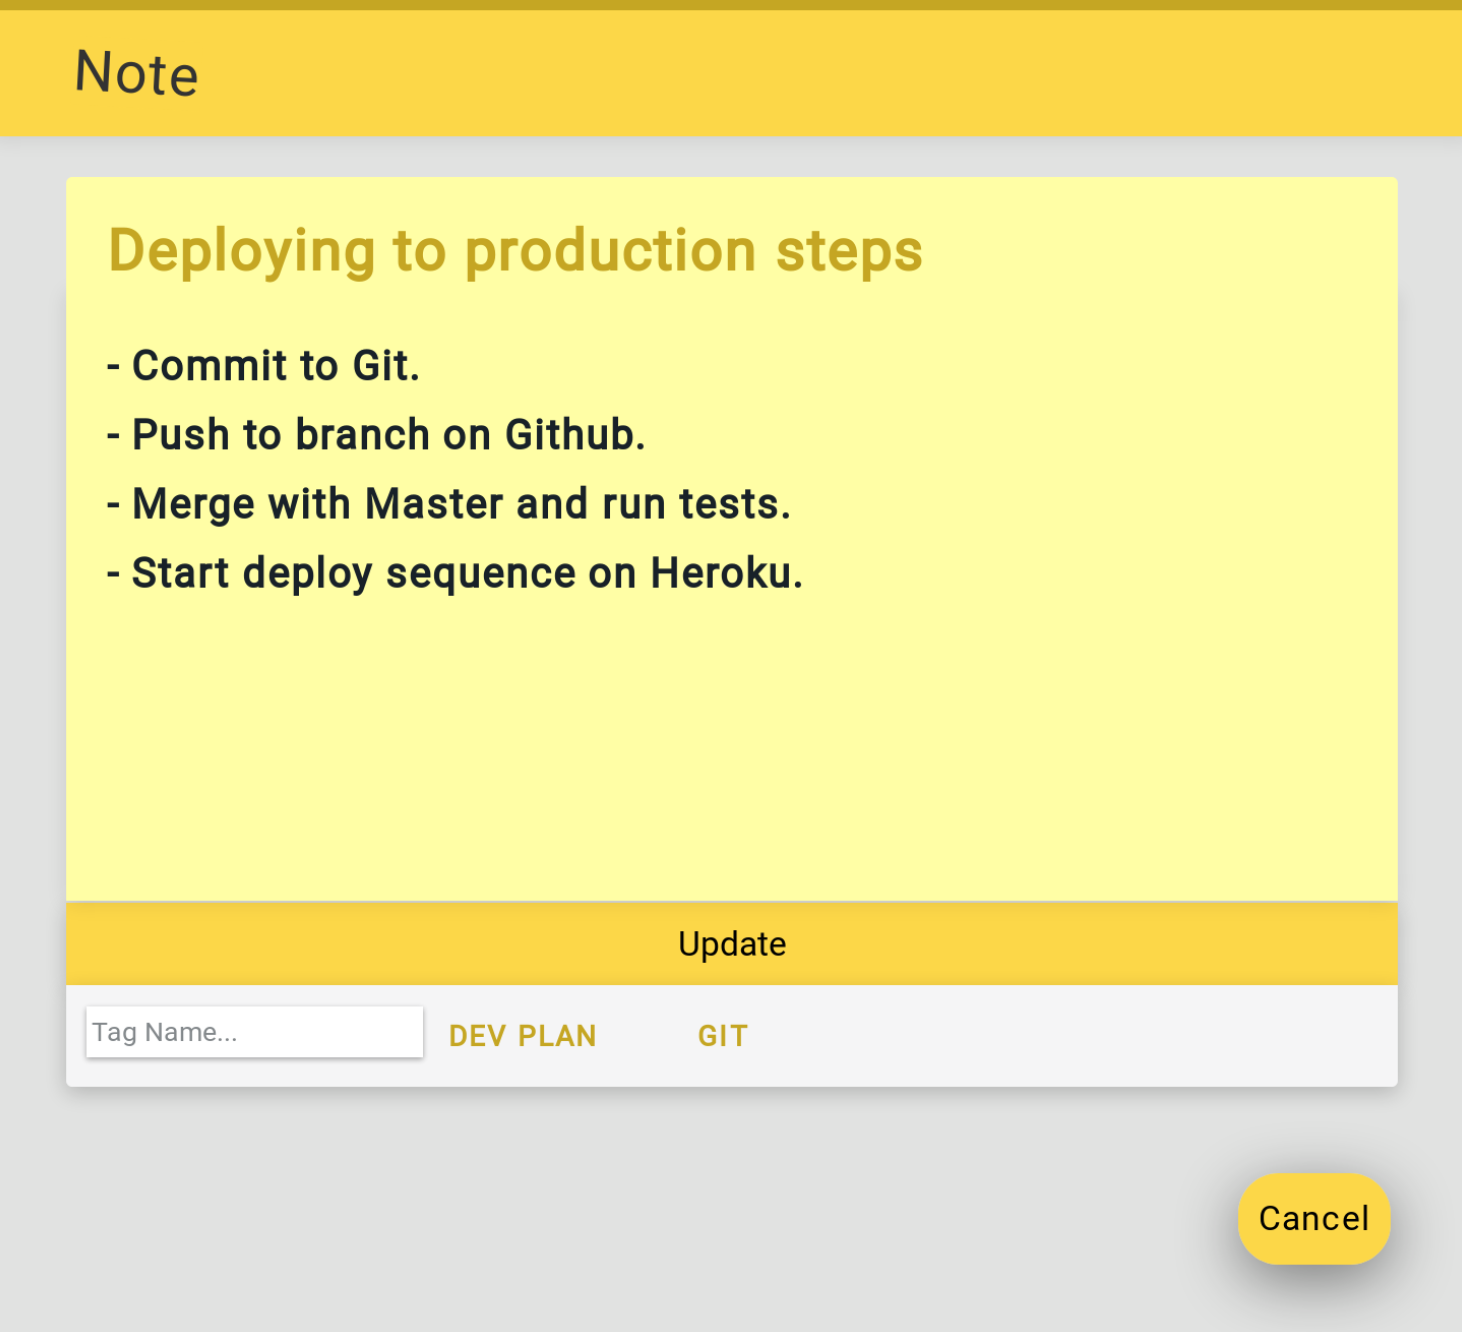 Note
Deploying to production steps
- Commit to Git.
- Push to branch on Github.
- Merge with Master and run tests.
- Start deploy sequence on Heroku.
Update
Tag Name... DEV PLAN GIT
Cancel